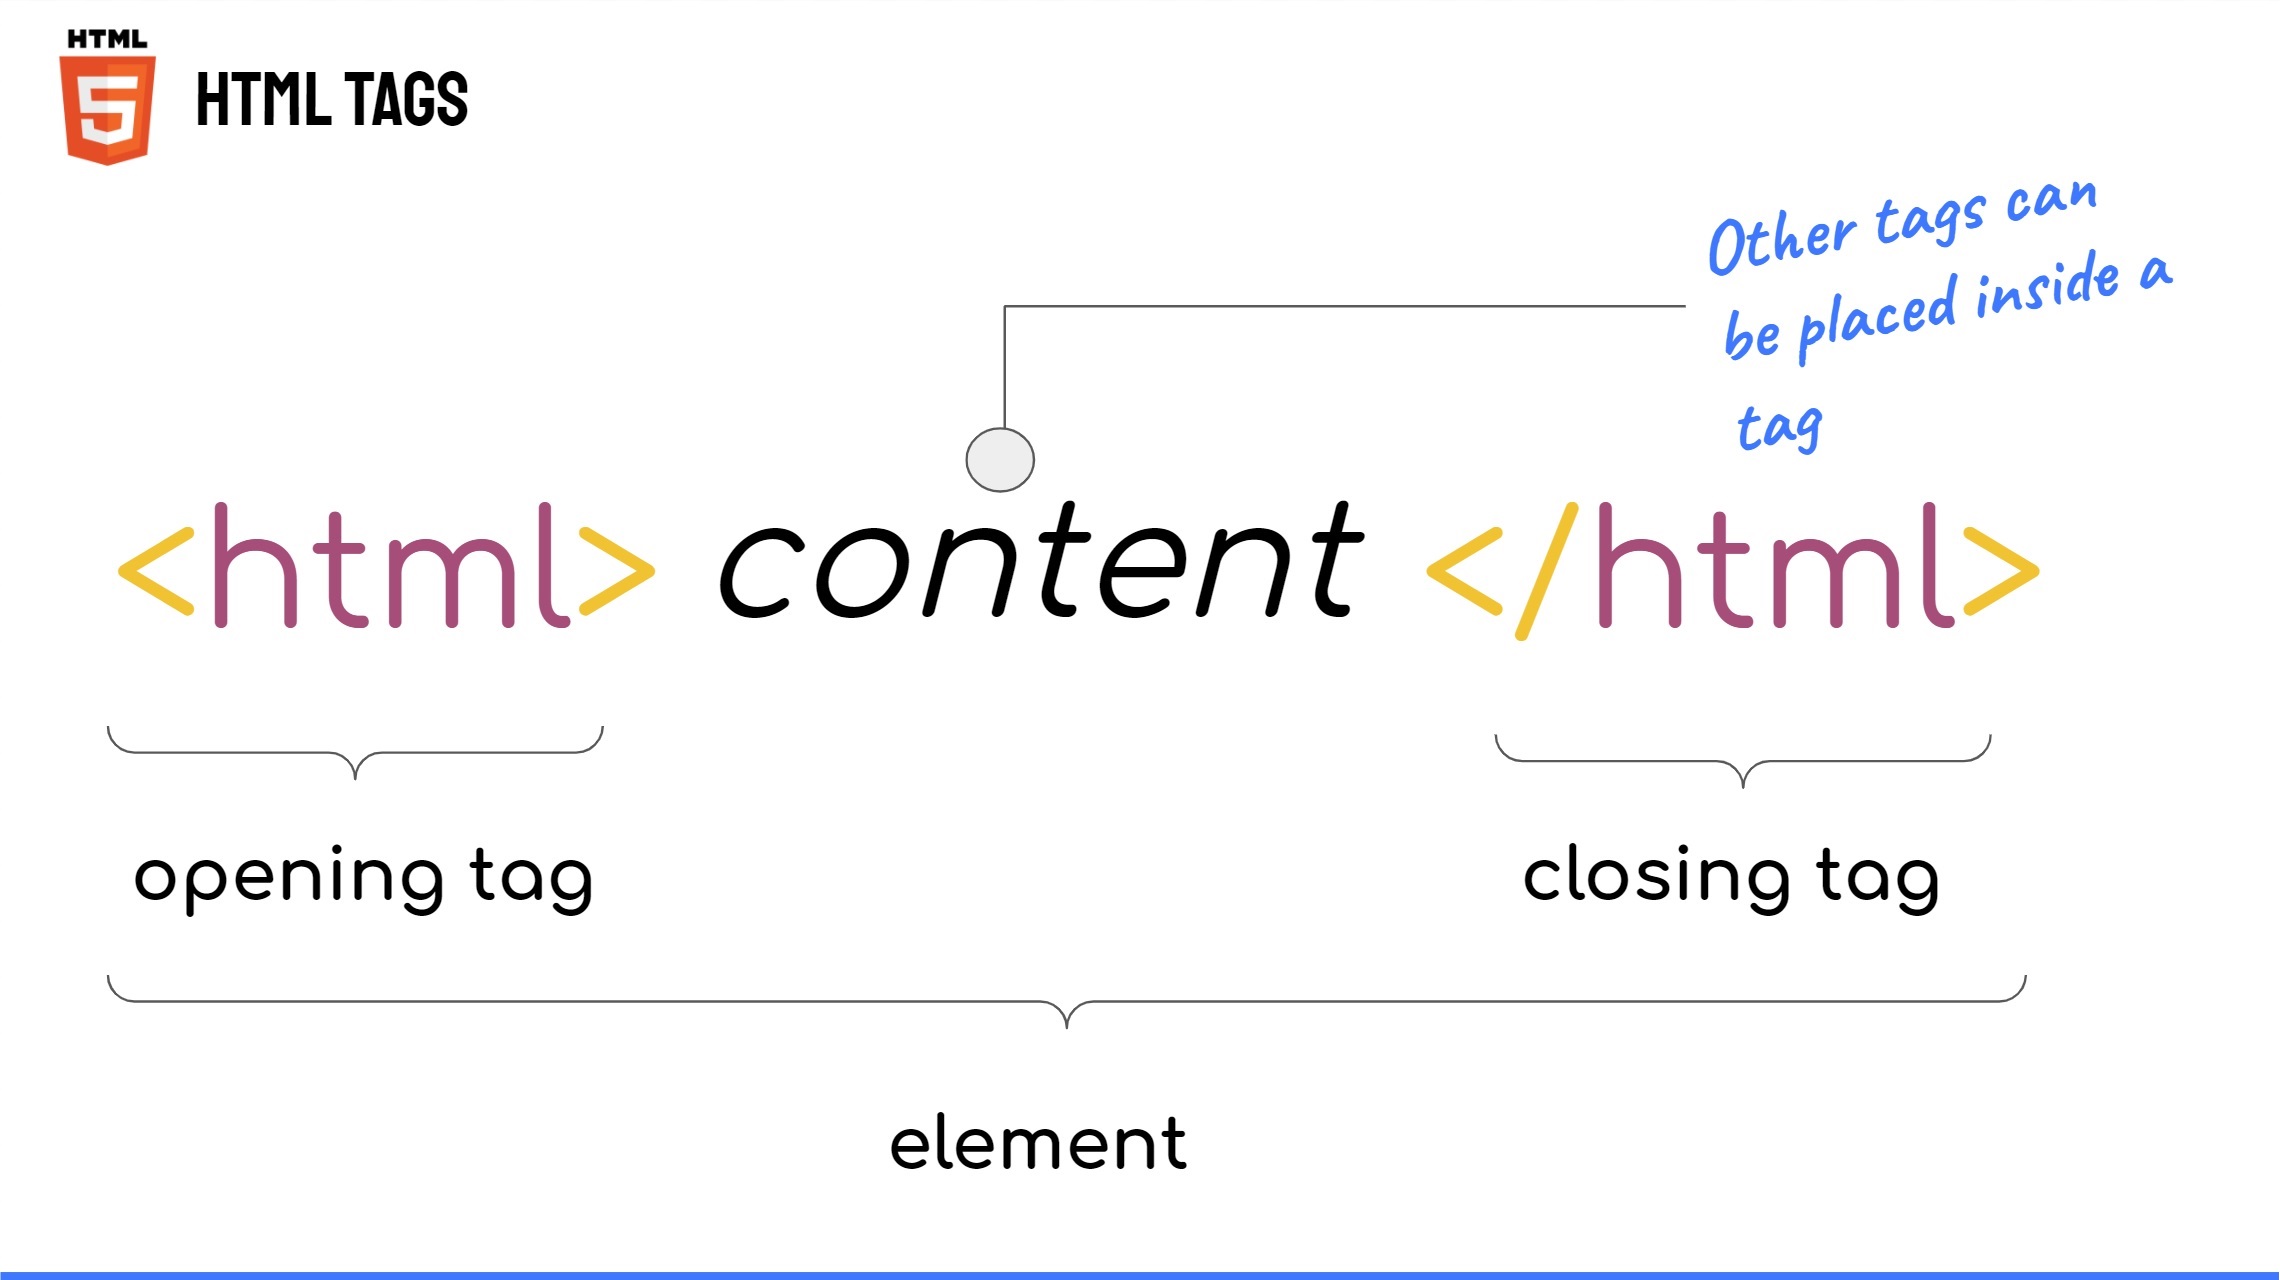 HTML
5
HTML TAGS
Other tags can
be placed inside a
tag
<html> content </html>
opening tag
closing tag
element